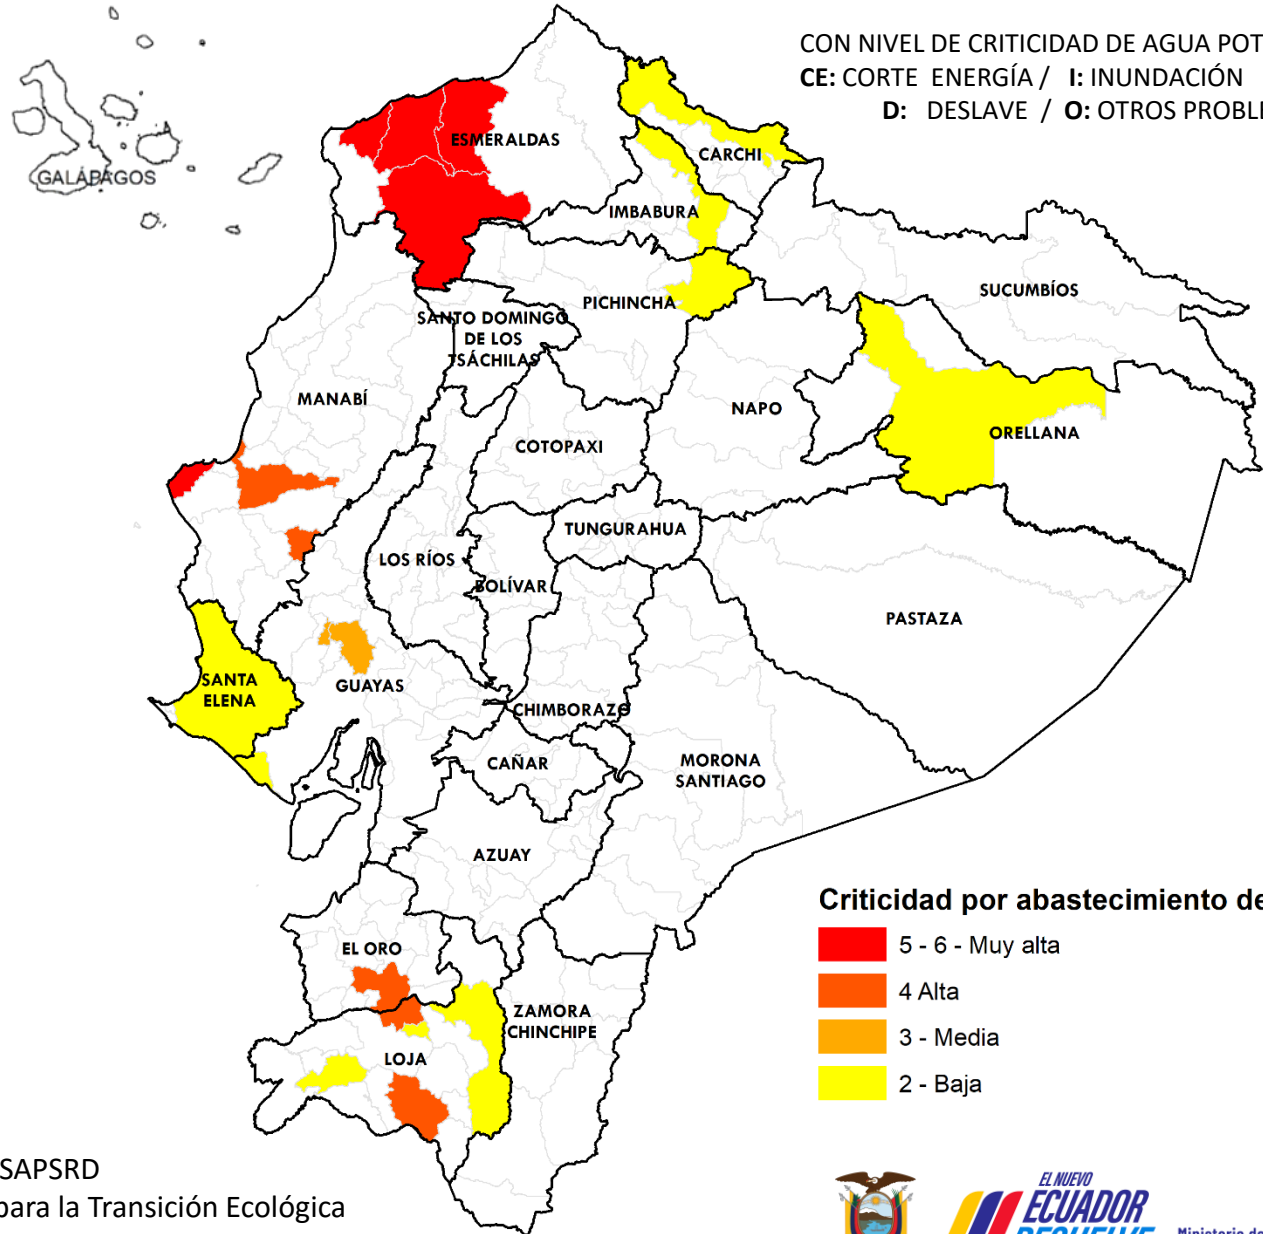 CON NIVEL DE CRITICIDAD DE AGUA POT
CE: CORTE ENERGÍA / I: INUNDACIÓN
D: DESLAVE / O: OTROS PROBLE
GALÁPAGOS
ESMERALDAS
CARCHI
IMBABURA
SUCUMBÍOS
PICHINCHA
SANTO DOMINGO
DE LOS
TSÁCHILAS
MANABÍ
NAPO
ORELLANA
COTOPAXI
TUNGURAHUA
LOS RÍOS
BOLÍVAR
PASTAZA
SANTA
ELENA
GUAYAS
CHIMBORAZO
CAÑAR
MORONA
SANTIAGO
AZUAY
EL ORO
ZAMORA
CHINCHIPE
LOJA
Criticidad por abastecimiento de
5 - 6 - Muy alta
4 Alta
3 - Media
2 - Baja
SAPSRD
para la Transición Ecológica
EL NUEVO
ECUADOR